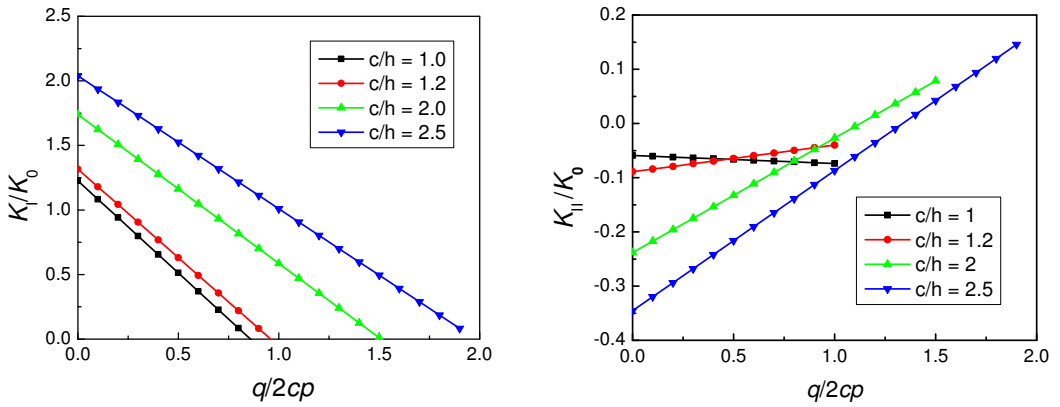 K_I/K_0
2.5
2.0
1.5
1.0
0.5
0.0
c/h = 1.0
c/h = 1.2
c/h = 2.0
c/h = 2.5
0.0 0.5 1.0 1.5 2.0
q/2cp
K_II/K_0
0.2
0.1
0.0
-0.1
-0.2
-0.3
-0.4
c/h = 1
c/h = 1.2
c/h = 2
c/h = 2.5
0.0 0.5 1.0 1.5 2.0
q/2cp